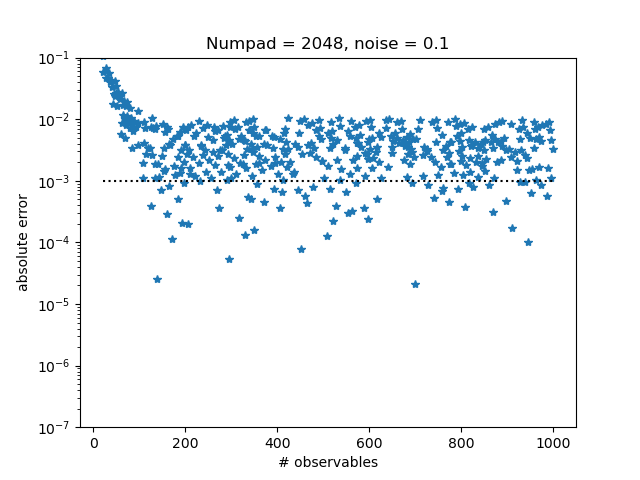 Numpad = 2048, noise = 0.1
absolute error
10⁻¹
10⁻²
10⁻³
10⁻⁴
10⁻⁵
10⁻⁶
10⁻⁷
0 200 400 600 800 1000
# observables